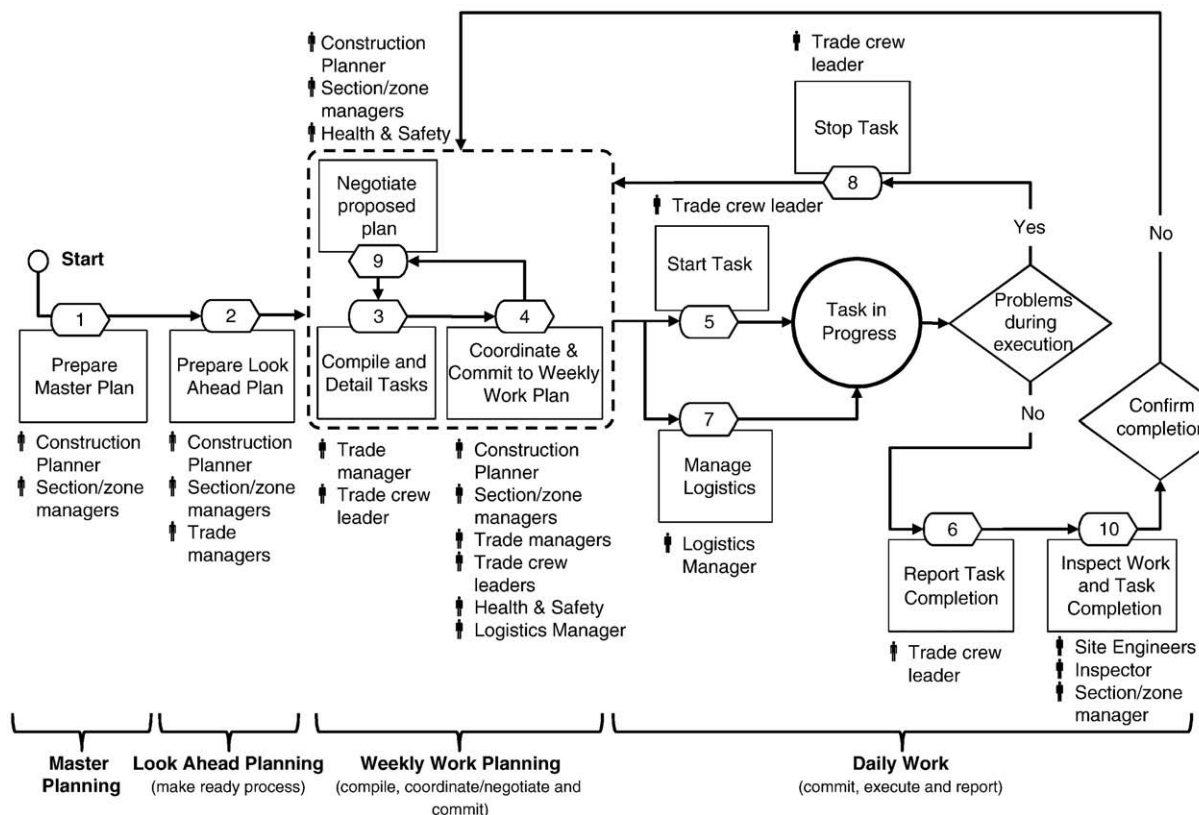 Construction
Planner
Section/zone
managers
Health & Safety
Trade crew
leader
Stop Task
8
Negotiate
proposed
plan
9
Trade crew leader
Start Task
5
Yes
No
Start
1
Prepare
Master Plan
Construction
Planner
Section/zone
managers
2
Prepare Look
Ahead Plan
Construction
Planner
Section/zone
managers
Trade
managers
3
Compile and
Detail Tasks
Trade
manager
Trade crew
leader
4
Coordinate &
Commit to Weekly
Work Plan
Construction
Planner
Section/zone
managers
Trade managers
Trade crew
leaders
Health & Safety
Logistics Manager
Task in
Progress
Problems
during
execution
No
7
Manage
Logistics
Logistics
Manager
Confirm
completion
6
Report Task
Completion
Trade crew
leader
10
Inspect Work
and Task
Completion
Site Engineers
Inspector
Section/zone
manager
Master
Planning
Look Ahead Planning
(make ready process)
Weekly Work Planning
(compile, coordinate/negotiate and
commit)
Daily Work
(commit, execute and report)